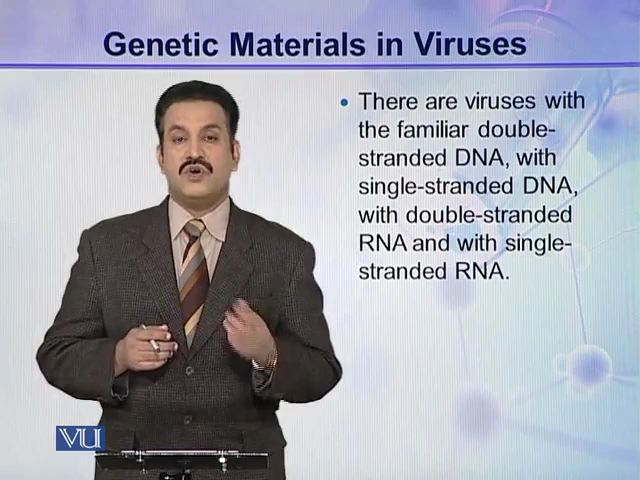 Genetic Materials in Viruses
• There are viruses with
the familiar double-
stranded DNA, with
single-stranded DNA,
with double-stranded
RNA and with single-
stranded RNA.
VU